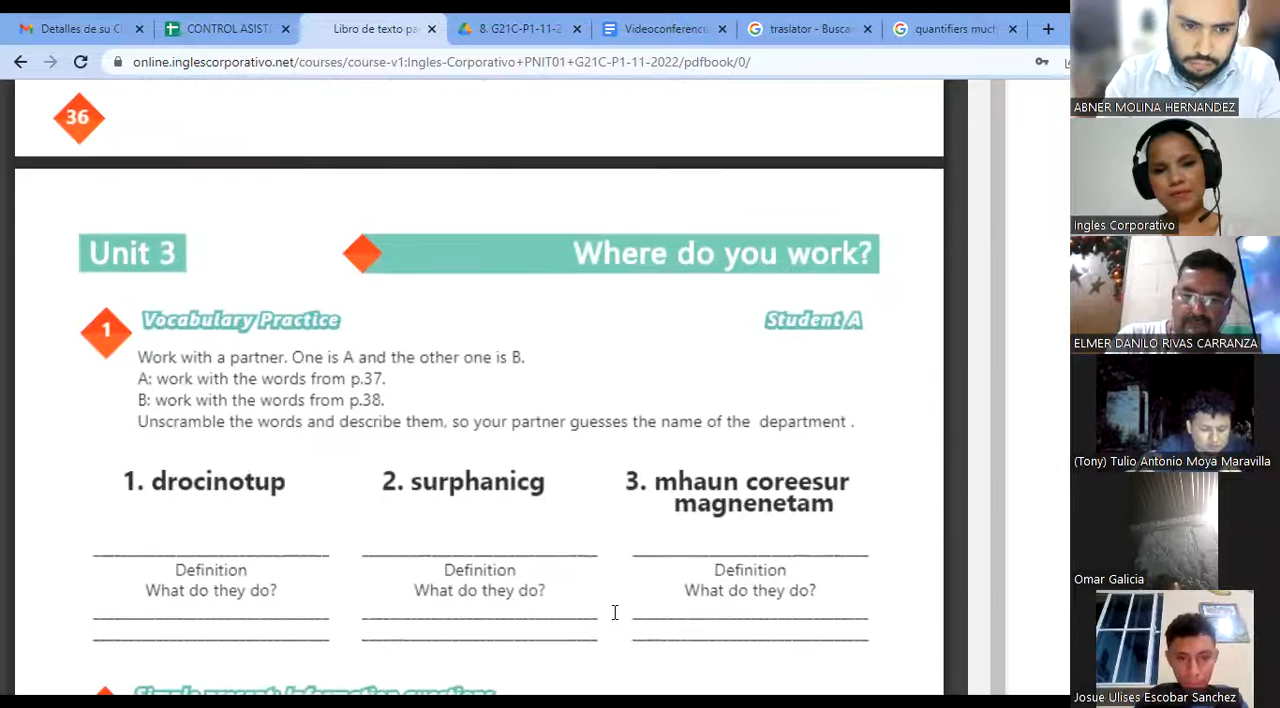 Detalles de su C
CONTROL ASIST
Libro de texto pa
8. G21C-P1-11-2
Videoconferenc
traslator - Busca
quantifiers much
online.inglescorporativo.net/courses/course-v1:Ingles-Corporativo+PNIT01+G21C-P1-11-2022/pdfbook/0/
36
Unit 3
Where do you work?
1
Vocabulary Practice
Student A
Work with a partner. One is A and the other one is B.
A: work with the words from p.37.
B: work with the words from p.38.
Unscramble the words and describe them, so your partner guesses the name of the department .
1. drocinotup
2. surphanicg
3. mhaun coreesur
magnenetam
Definition
What do they do?
Definition
What do they do?
Definition
What do they do?
Simple present: Information questions
ABNER MOLINA HERNANDEZ
Ingles Corporativo
ELMER DANILO RIVAS CARRANZA
(Tony) Tulio Antonio Moya Maravilla
Omar Galicia
Josue Ulises Escobar Sanchez